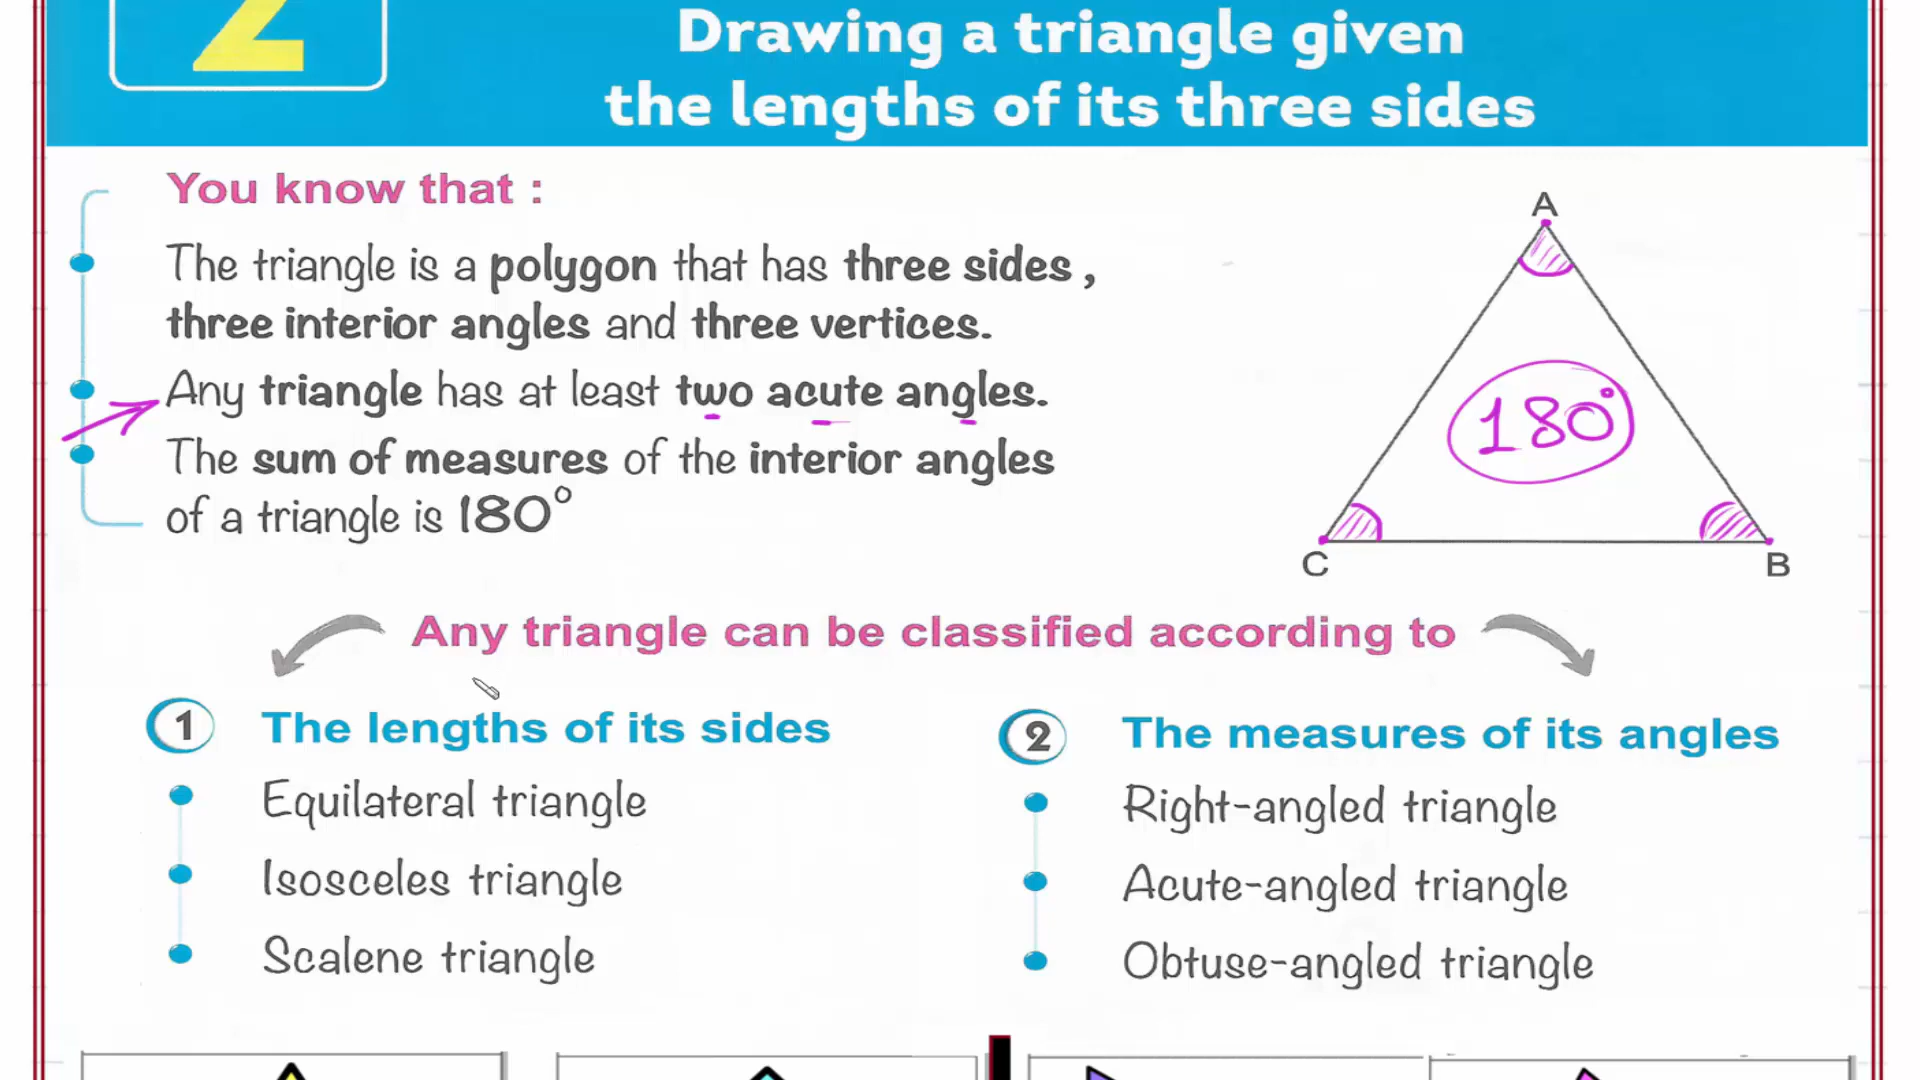 2
Drawing a triangle given
the lengths of its three sides
You know that :
The triangle is a polygon that has three sides ,
three interior angles and three vertices.
Any triangle has at least two acute angles.
The sum of measures of the interior angles
of a triangle is 180°
A
180°
C
B
Any triangle can be classified according to
1 The lengths of its sides
Equilateral triangle
Isosceles triangle
Scalene triangle
2 The measures of its angles
Right-angled triangle
Acute-angled triangle
Obtuse-angled triangle